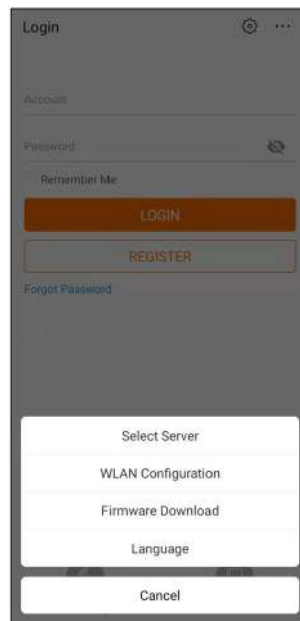 Login
Account
Password
Remember Me
LOGIN
REGISTER
Forgot Password
Select Server
WLAN Configuration
Firmware Download
Language
Cancel